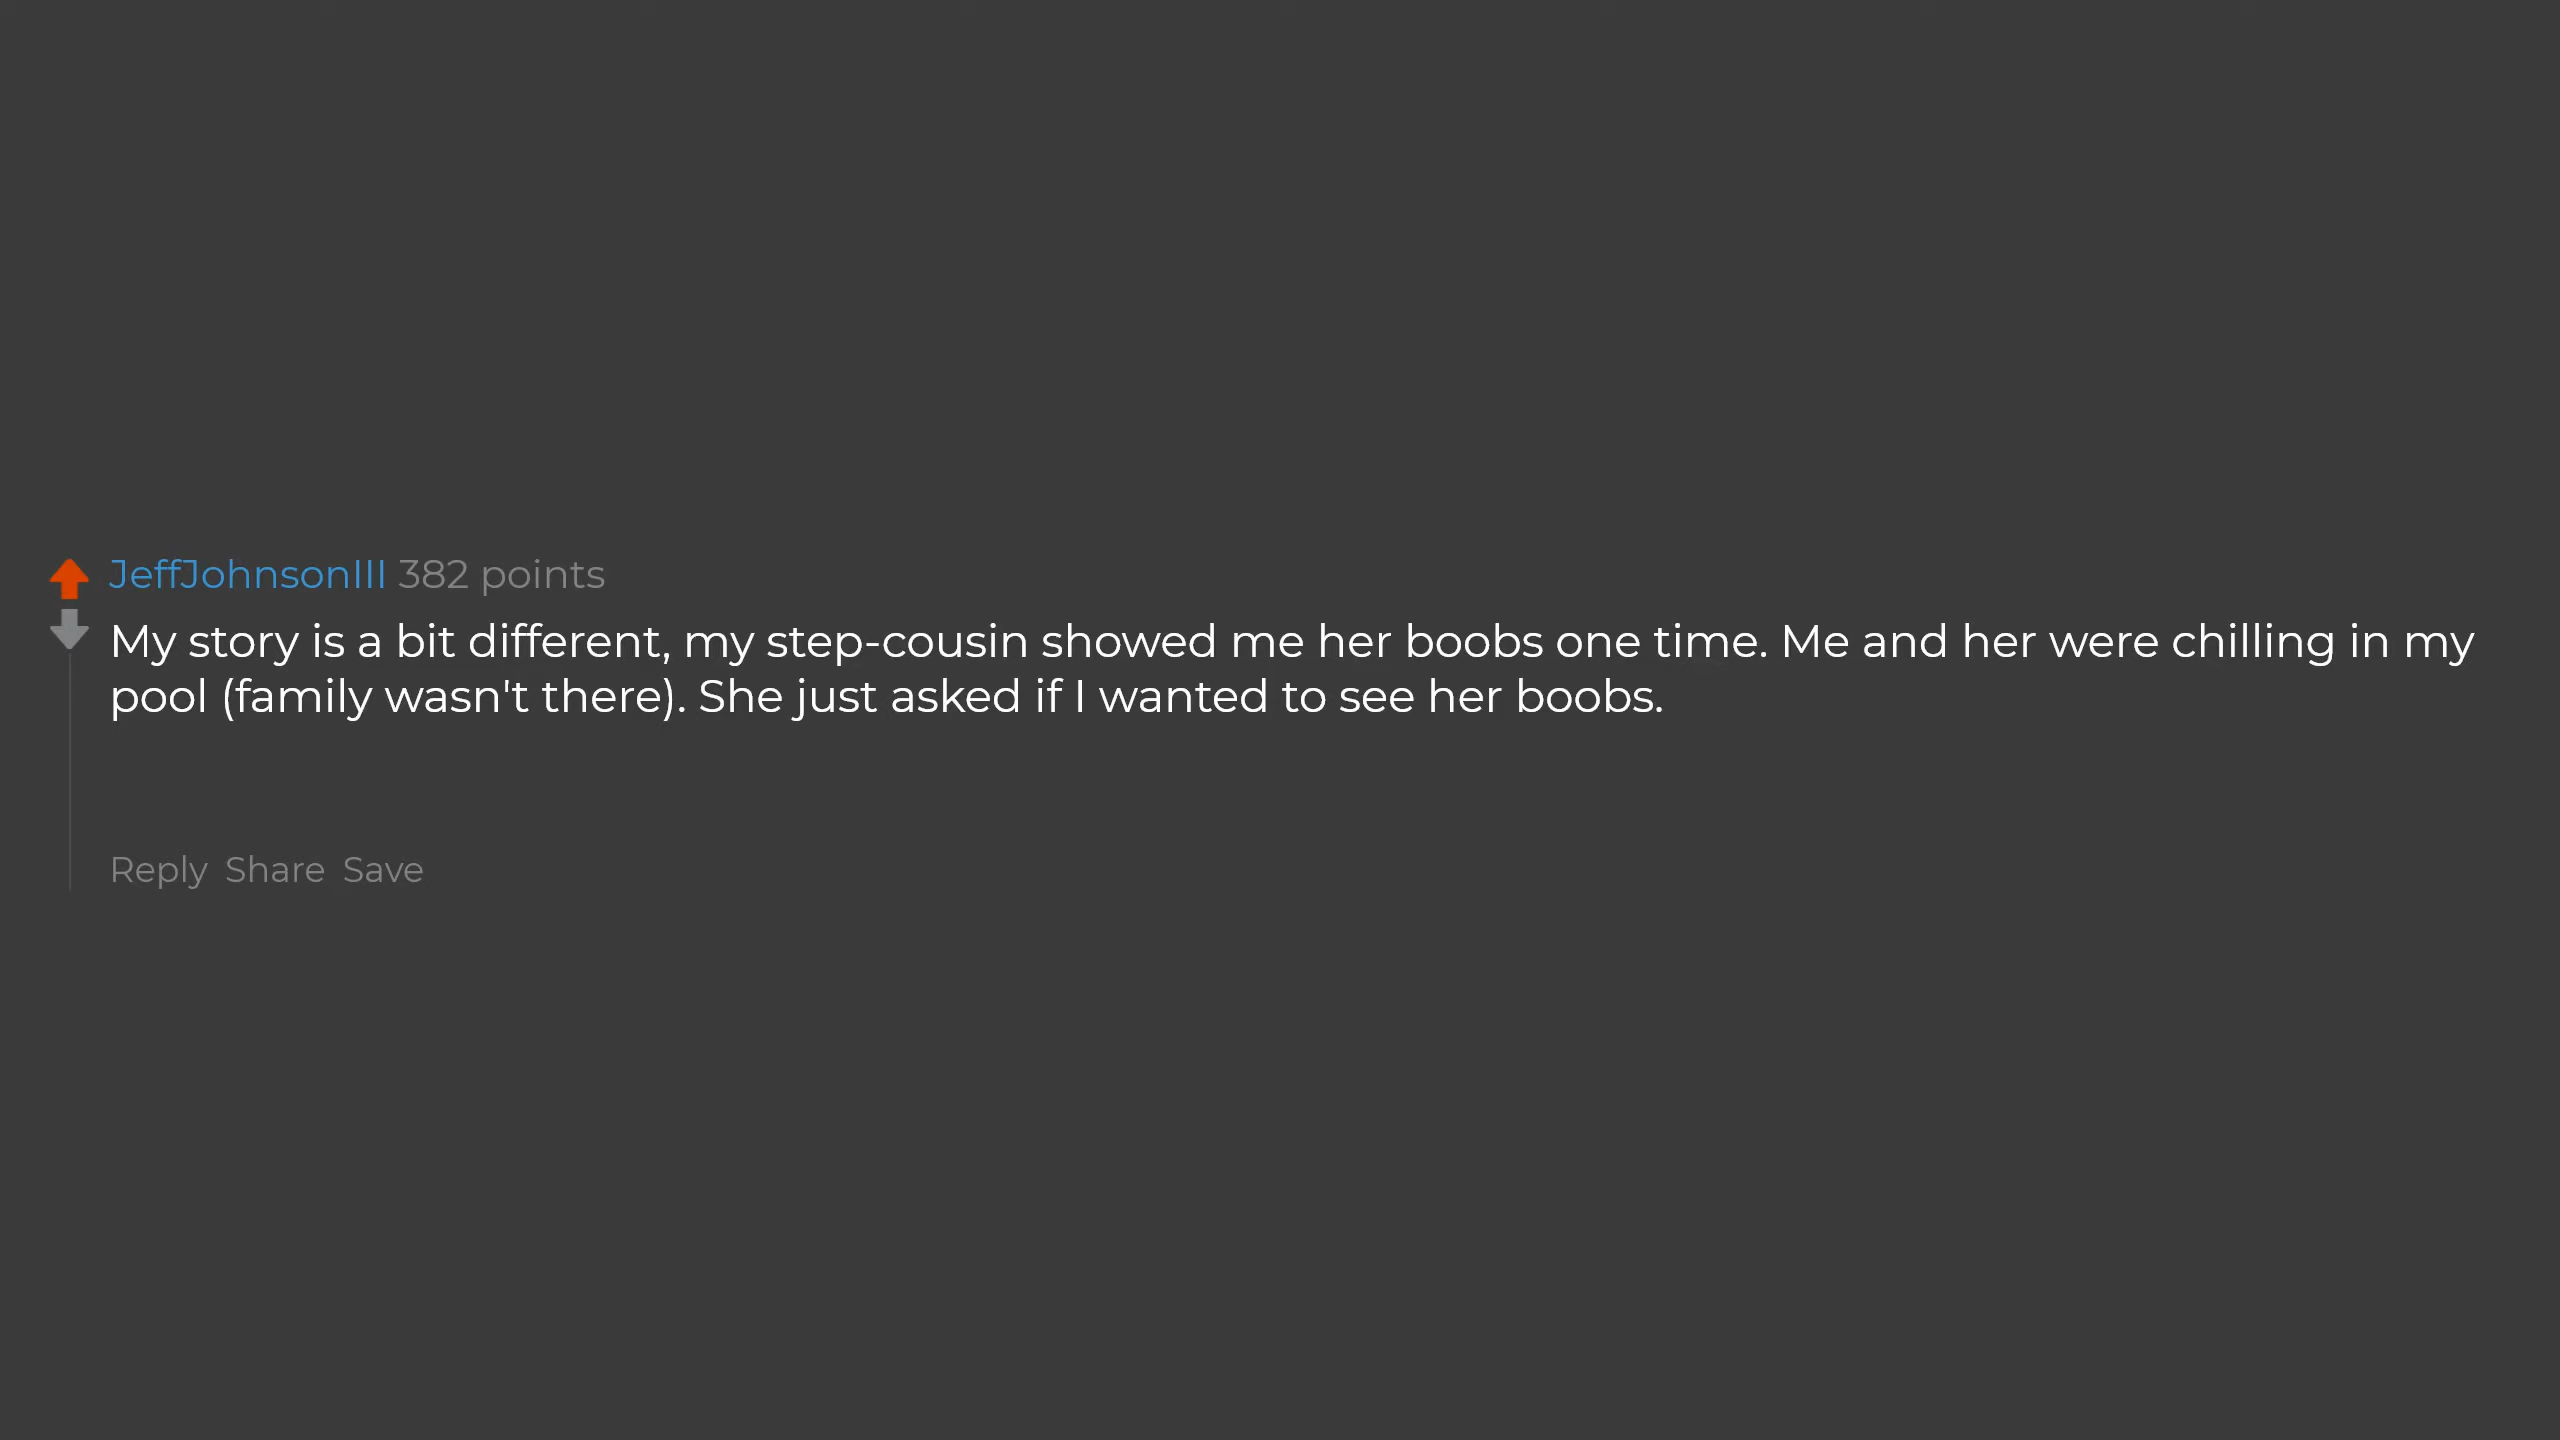 JeffJohnsonIII 382 points
My story is a bit different, my step-cousin showed me her boobs one time. Me and her were chilling in my
pool (family wasn't there). She just asked if I wanted to see her boobs.
Reply Share Save